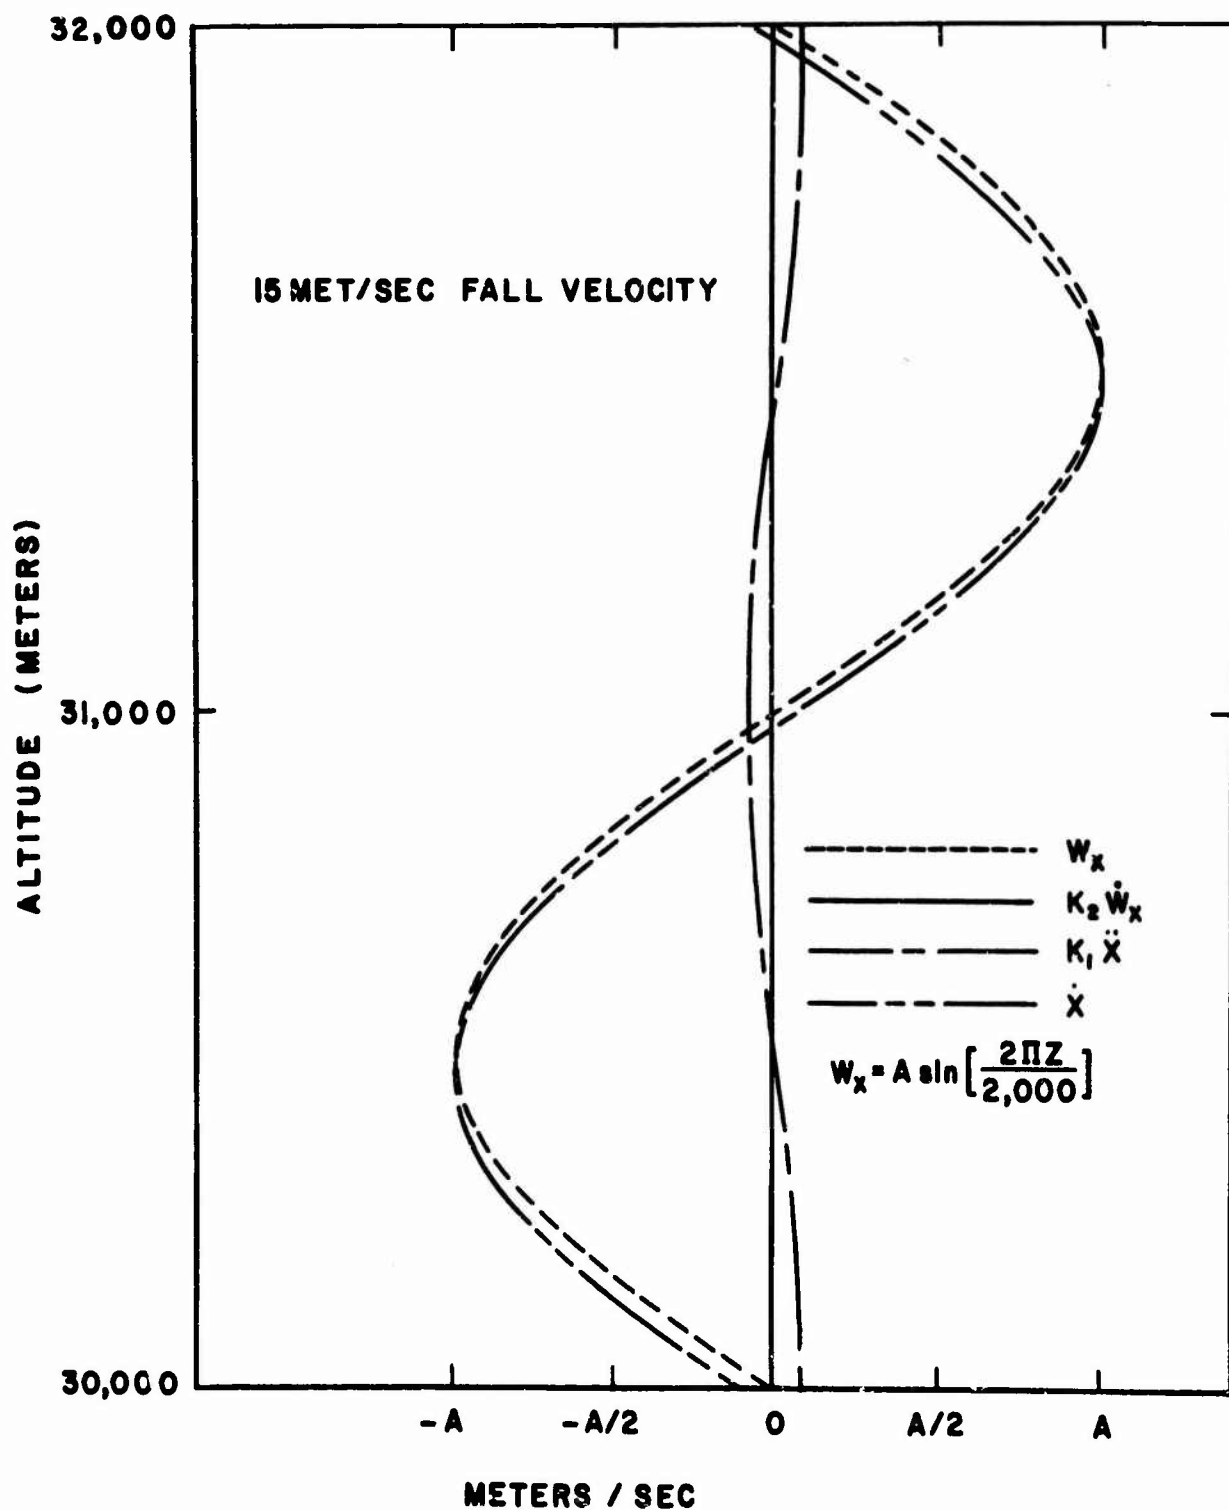 32,000
15 MET/SEC FALL VELOCITY
ALTITUDE (METERS)
31,000
Wₓ
K₂ Ẇₓ
K₁ Ẍ
Ẋ
Wₓ = A sin [2ΠZ / 2,000]
30,000
-A -A/2 0 A/2 A
METERS / SEC